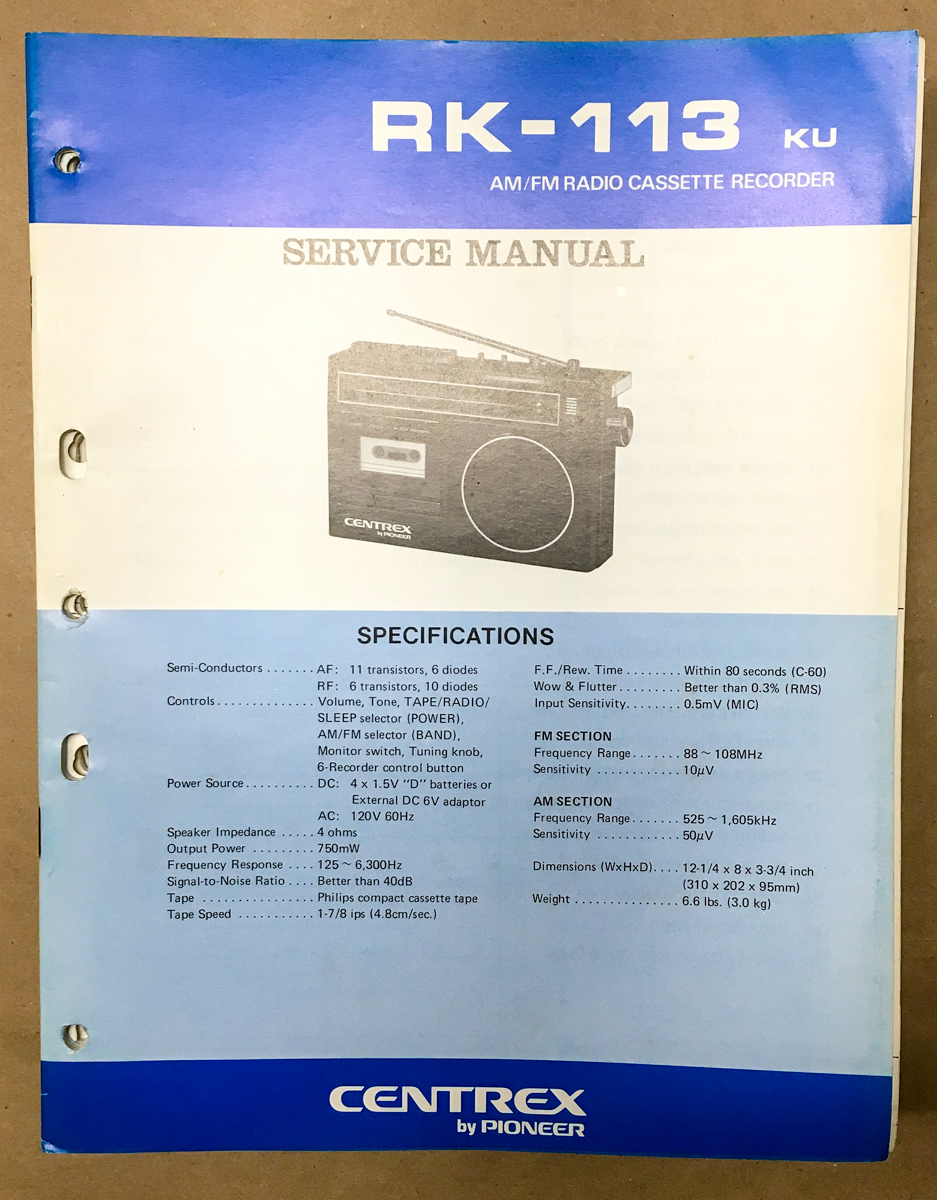 RK-113 KU
AM/FM RADIO CASSETTE RECORDER
SERVICE MANUAL
CENTREX
by PIONEER
SPECIFICATIONS
Semi-Conductors . . . . . . . AF: 11 transistors, 6 diodes
RF: 6 transistors, 10 diodes
Controls . . . . . . . . . . . . . Volume, Tone, TAPE/RADIO/
SLEEP selector (POWER),
AM/FM selector (BAND),
Monitor switch, Tuning knob,
6-Recorder control button
Power Source . . . . . . . . . . DC: 4 x 1.5V "D" batteries or
External DC 6V adaptor
AC: 120V 60Hz
Speaker Impedance . . . . . 4 ohms
Output Power . . . . . . . . . 750mW
Frequency Response . . . . 125 ~ 6,300Hz
Signal-to-Noise Ratio . . . . Better than 40dB
Tape . . . . . . . . . . . . . . . . Philips compact cassette tape
Tape Speed . . . . . . . . . . . 1-7/8 ips (4.8cm/sec.)
F.F./Rew. Time . . . . . . . . Within 80 seconds (C-60)
Wow & Flutter . . . . . . . . . Better than 0.3% (RMS)
Input Sensitivity. . . . . . . . 0.5mV (MIC)
FM SECTION
Frequency Range . . . . . . . 88 ~ 108MHz
Sensitivity . . . . . . . . . . . . 10μV
AM SECTION
Frequency Range . . . . . . . 525 ~ 1,605kHz
Sensitivity . . . . . . . . . . . . 50μV
Dimensions (WxHxD). . . . 12-1/4 x 8 x 3-3/4 inch
(310 x 202 x 95mm)
Weight . . . . . . . . . . . . . . . 6.6 lbs. (3.0 kg)
CENTREX
by PIONEER